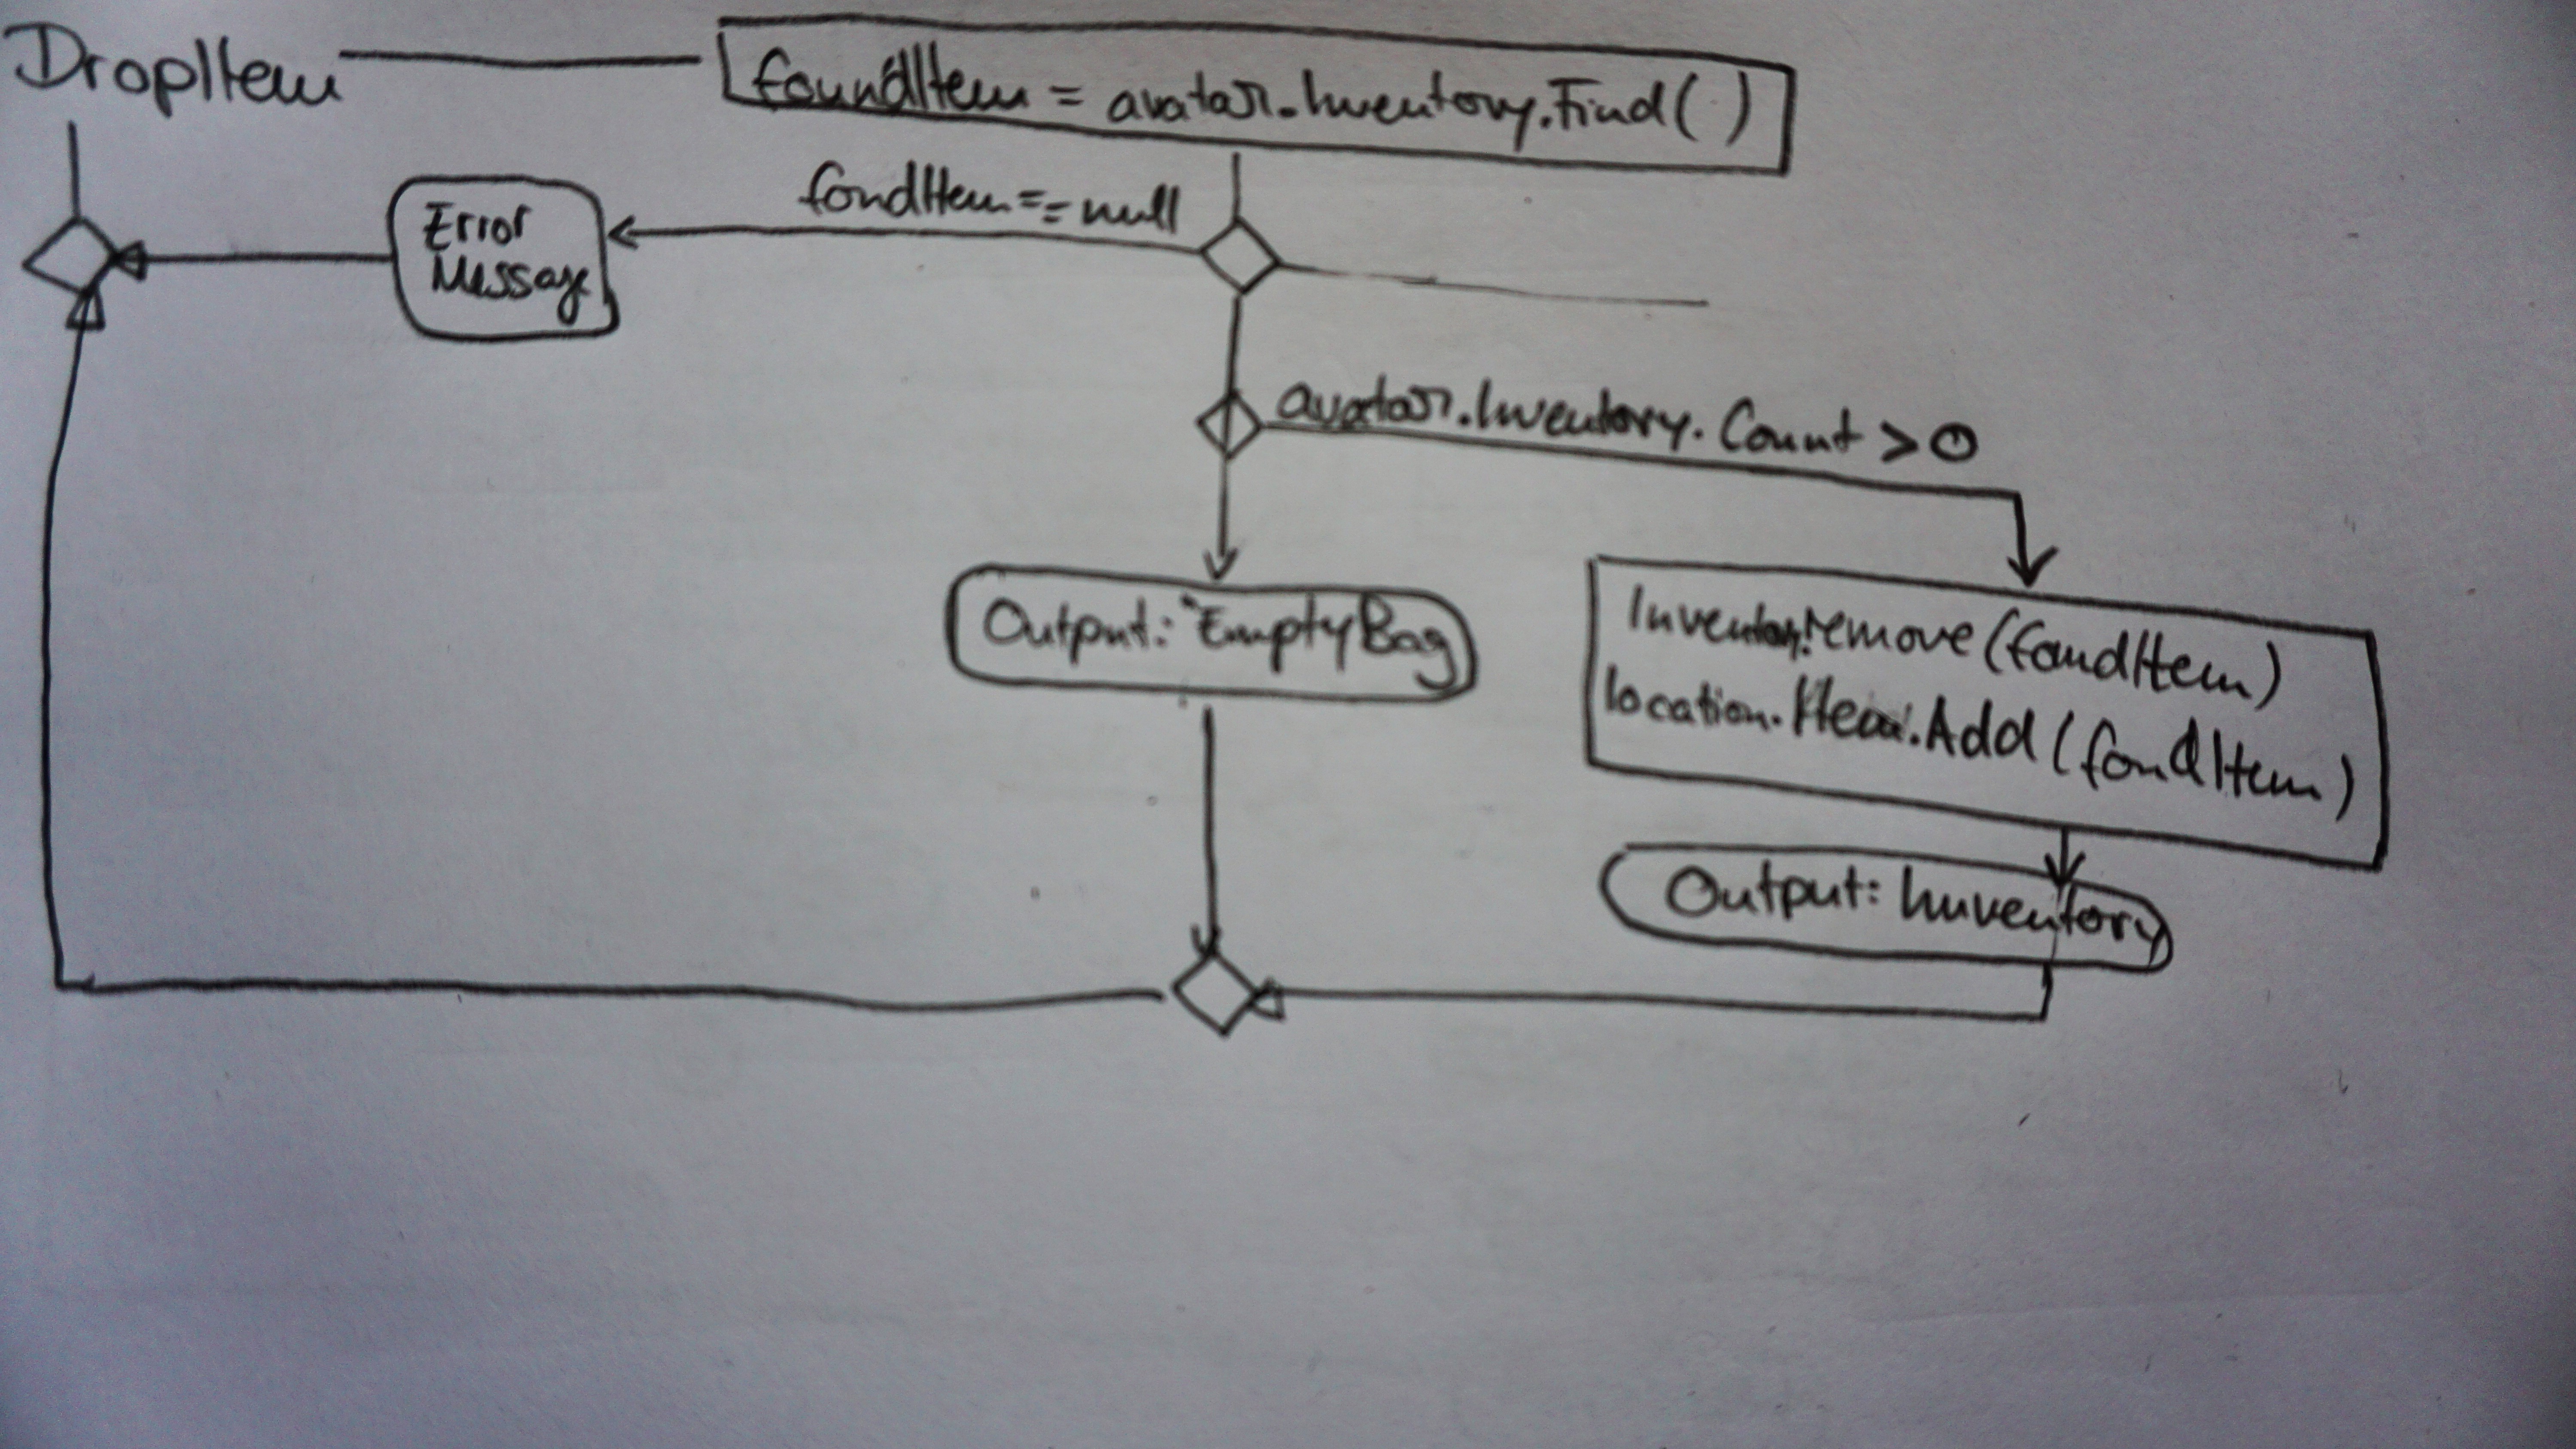 DropItem
foundItem = avatar.Inventory.Find( )
fondItem == null
Error
Message
avatar.Inventory.Count > 0
Output: "EmptyBag
Inventory.remove(foundItem)
location.Item.Add(fondItem)
Output: Inventory